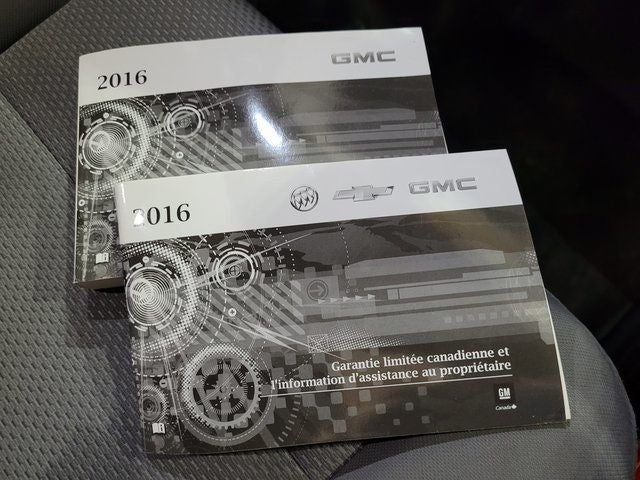 2016 GMC
2016 GMC
Garantie limitée canadienne et
l'information d'assistance au propriétaire
GM
Canada